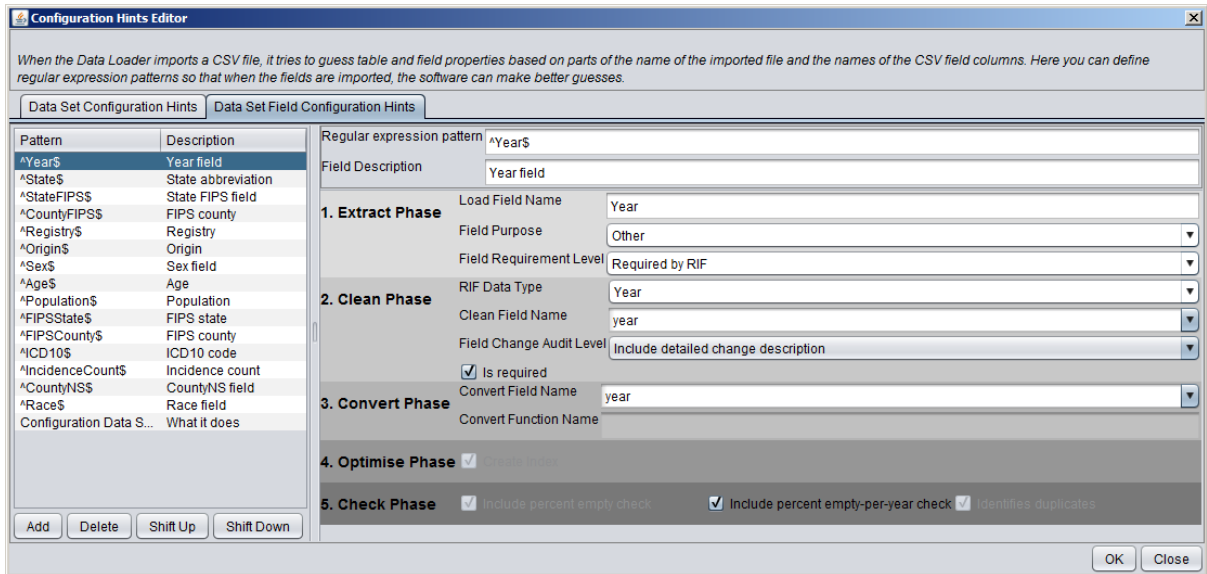 Configuration Hints Editor
When the Data Loader imports a CSV file, it tries to guess table and field properties based on parts of the name of the imported file and the names of the CSV field columns. Here you can define
regular expression patterns so that when the fields are imported, the software can make better guesses.
Data Set Configuration Hints Data Set Field Configuration Hints
Pattern Description
^Year$ Year field
^State$ State abbreviation
^StateFIPS$ State FIPS field
^CountyFIPS$ FIPS county
^Registry$ Registry
^Origin$ Origin
^Sex$ Sex field
^Age$ Age
^Population$ Population
^FIPSState$ FIPS state
^FIPSCounty$ FIPS county
^ICD10$ ICD10 code
^IncidenceCount$ Incidence count
^CountyNS$ CountyNS field
^Race$ Race field
Configuration Data S... What it does
Add Delete Shift Up Shift Down
Regular expression pattern ^Year$
Field Description Year field
1. Extract Phase
Load Field Name Year
Field Purpose Other
Field Requirement Level Required by RIF
2. Clean Phase
RIF Data Type Year
Clean Field Name year
Field Change Audit Level Include detailed change description
Is required
3. Convert Phase
Convert Field Name year
Convert Function Name
4. Optimise Phase Create Index
5. Check Phase Include percent empty check Include percent empty-per-year check Identifies duplicates
OK Close